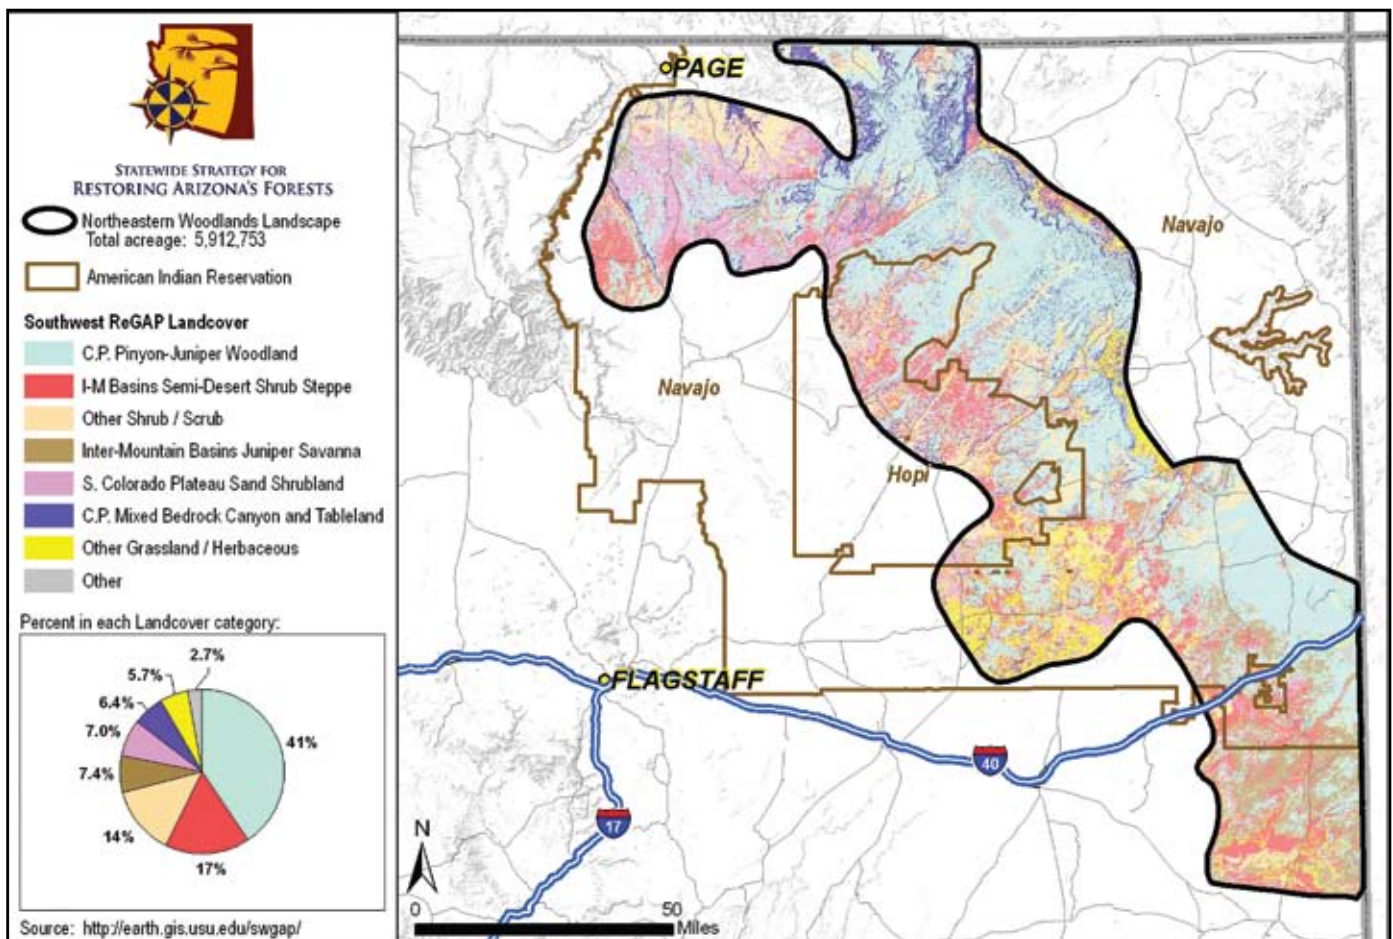 STATEWIDE STRATEGY FOR
RESTORING ARIZONA'S FORESTS
Northeastern Woodlands Landscape
Total acreage: 5,912,753
American Indian Reservation
Southwest ReGAP Landcover
C.P. Pinyon-Juniper Woodland
I-M Basins Semi-Desert Shrub Steppe
Other Shrub / Scrub
Inter-Mountain Basins Juniper Savanna
S. Colorado Plateau Sand Shrubland
C.P. Mixed Bedrock Canyon and Tableland
Other Grassland / Herbaceous
Other
Percent in each Landcover category:
2.7%
5.7%
6.4%
7.0%
7.4%
14%
17%
41%
Source: http://earth.gis.usu.edu/swgap/
PAGE
Navajo
Navajo
Hopi
FLAGSTAFF
40
17
N
0
50
Miles